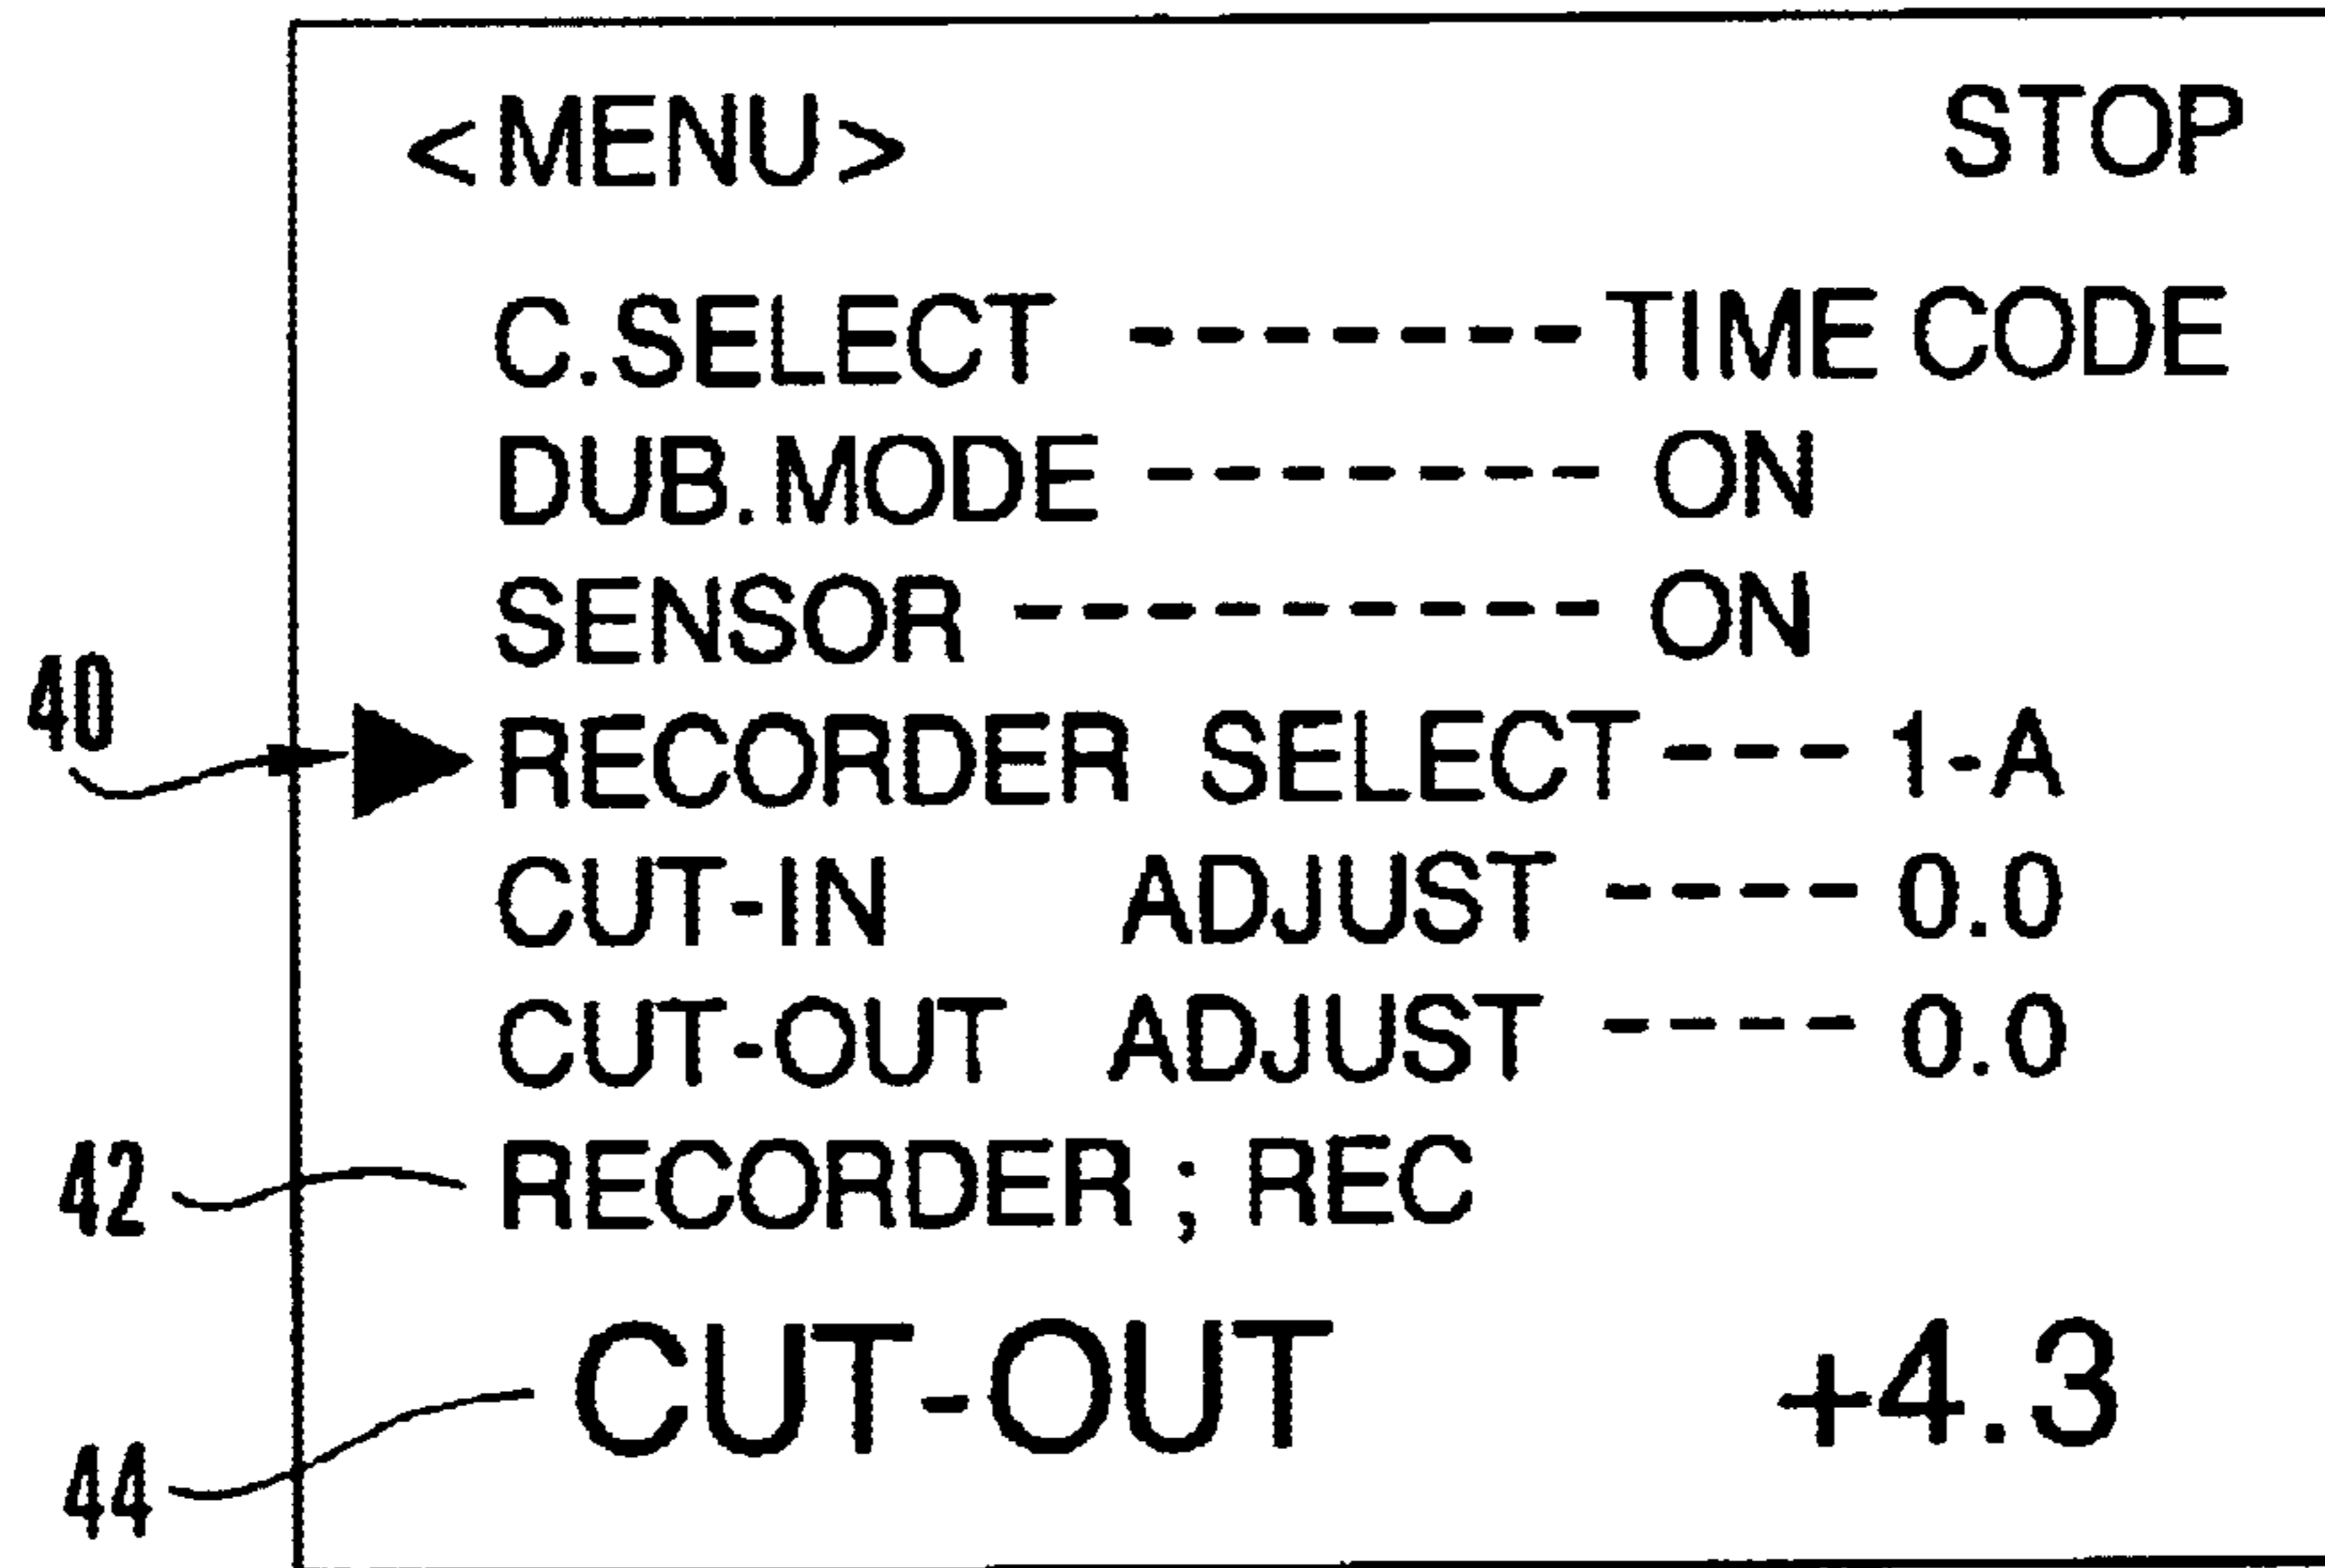 <MENU> STOP
C.SELECT -------TIME CODE
DUB.MODE ------- ON
SENSOR --------- ON
40 RECORDER SELECT--- 1-A
CUT-IN ADJUST ---- 0.0
CUT-OUT ADJUST ---- 0.0
42 RECORDER ; REC
CUT-OUT +4.3
44